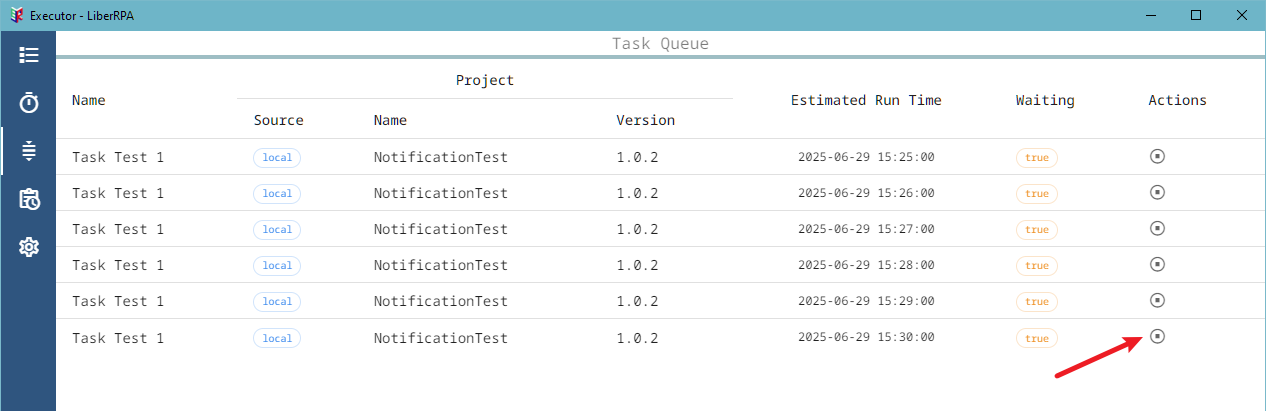 Executor - LiberRPA
Task Queue
Project
Name Estimated Run Time Waiting Actions
Source Name Version
Task Test 1 local NotificationTest 1.0.2 2025-06-29 15:25:00 true
Task Test 1 local NotificationTest 1.0.2 2025-06-29 15:26:00 true
Task Test 1 local NotificationTest 1.0.2 2025-06-29 15:27:00 true
Task Test 1 local NotificationTest 1.0.2 2025-06-29 15:28:00 true
Task Test 1 local NotificationTest 1.0.2 2025-06-29 15:29:00 true
Task Test 1 local NotificationTest 1.0.2 2025-06-29 15:30:00 true